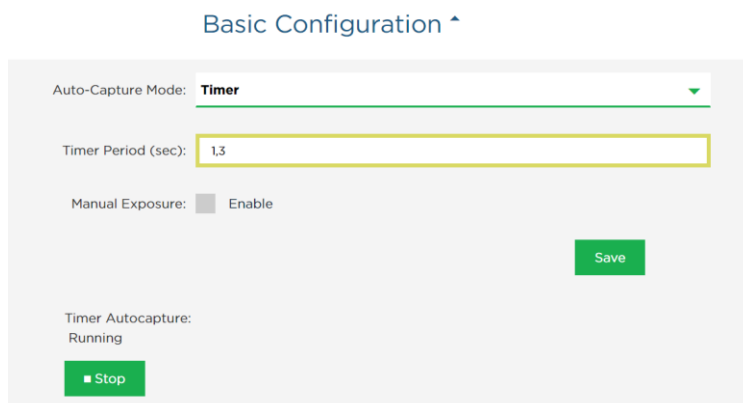 Basic Configuration
Auto-Capture Mode: Timer
Timer Period (sec): 1,3
Manual Exposure: Enable
Save
Timer Autocapture:
Running
Stop